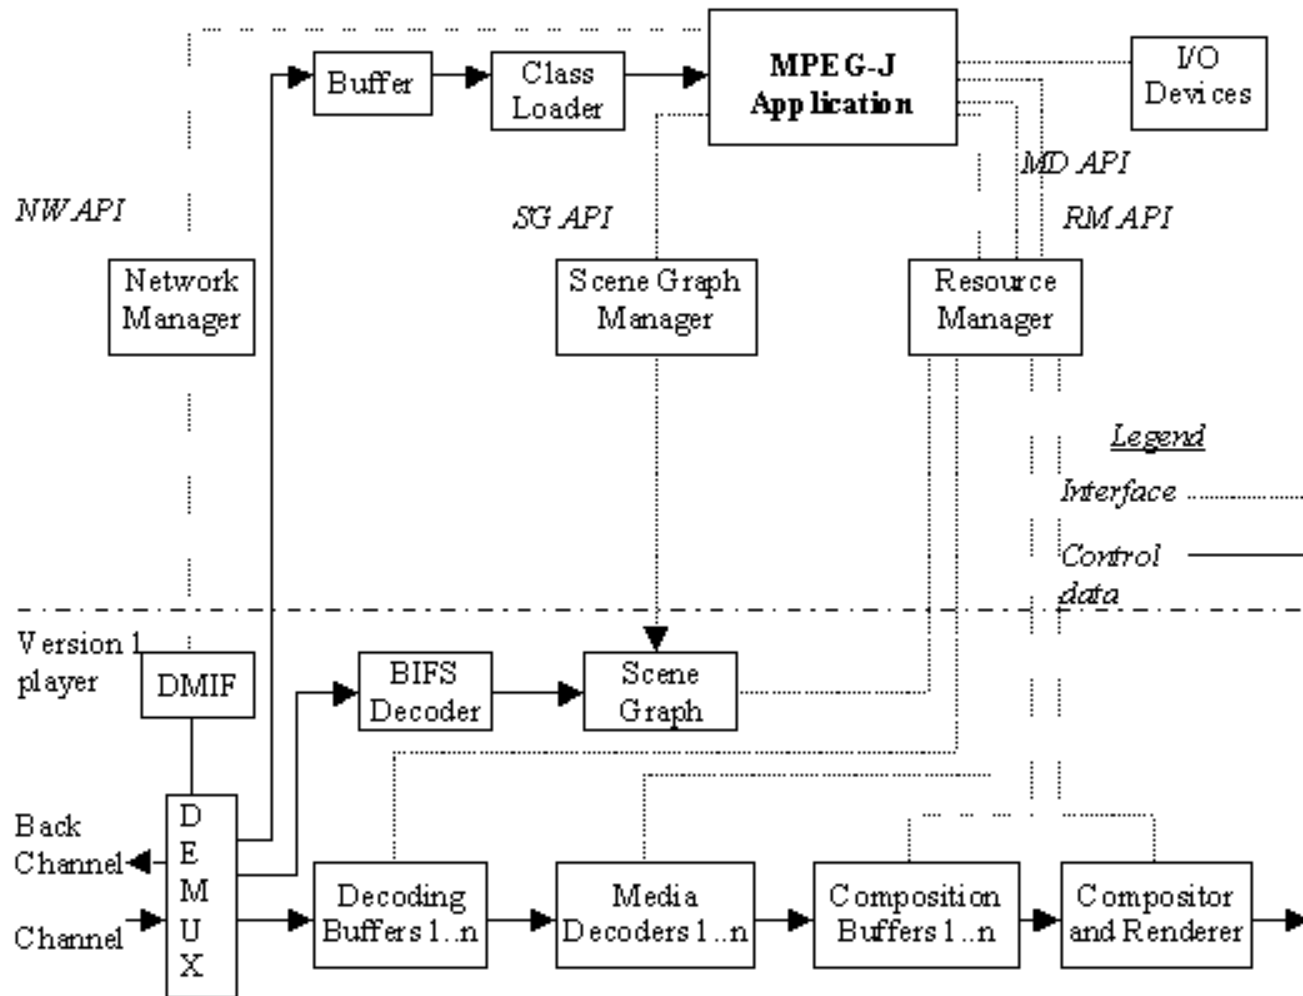 MPEG-J
Application
I/O
Devices
Buffer
Class
Loader
MD API
NW API
SG API
RM API
Network
Manager
Scene Graph
Manager
Resource
Manager
Legend
Interface
Control
data
Version 1
player
DMIF
BIFS
Decoder
Scene
Graph
Back
Channel
D
E
M
U
X
Channel
Decoding
Buffers 1..n
Media
Decoders 1..n
Composition
Buffers 1..n
Compositor
and Renderer